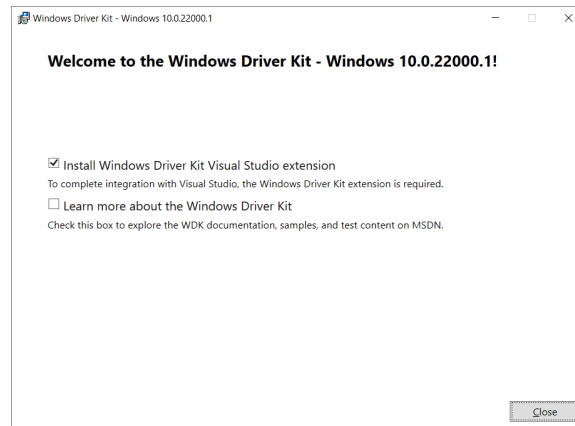 Windows Driver Kit - Windows 10.0.22000.1
Welcome to the Windows Driver Kit - Windows 10.0.22000.1!
Install Windows Driver Kit Visual Studio extension
To complete integration with Visual Studio, the Windows Driver Kit extension is required.
Learn more about the Windows Driver Kit
Check this box to explore the WDK documentation, samples, and test content on MSDN.
Close